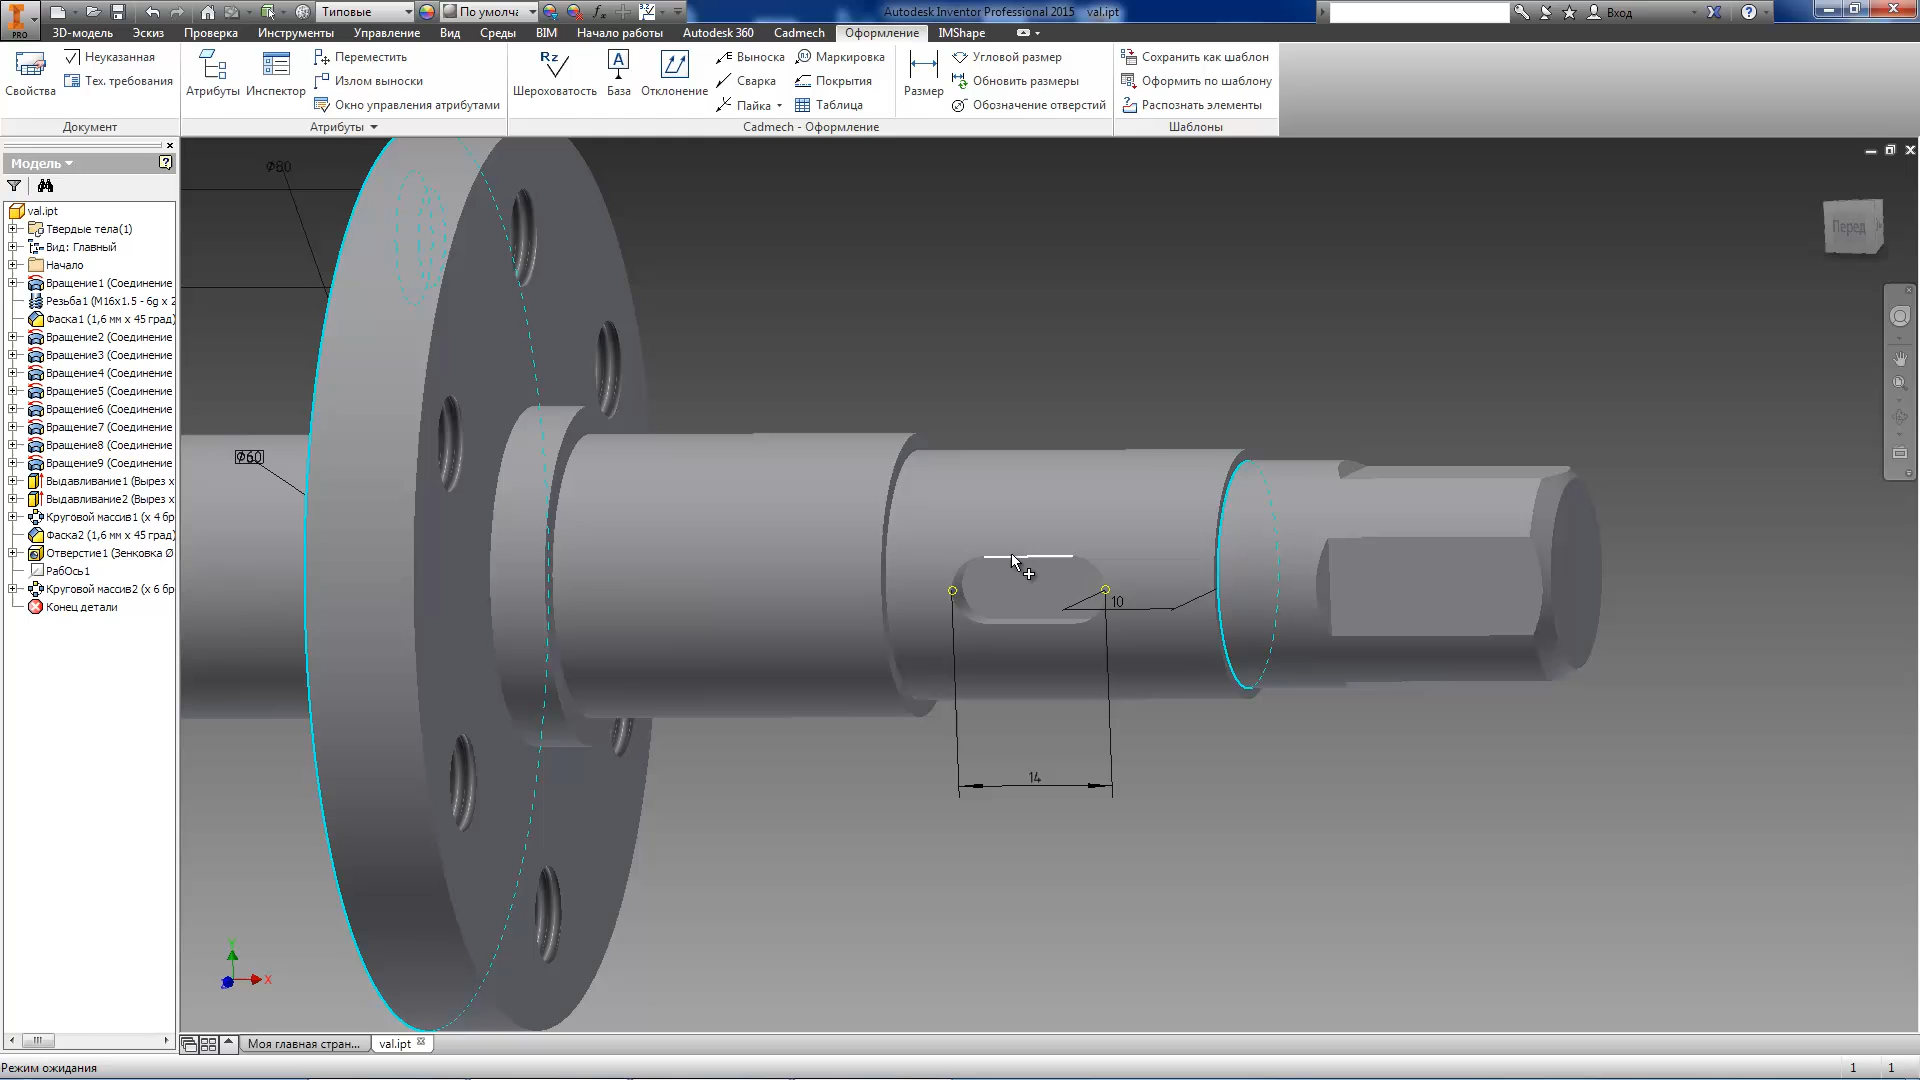 PRO
Типовые
По умолча
Autodesk Inventor Professional 2015 val.ipt
Вход
3D-модель Эскиз Проверка Инструменты Управление Вид Среды BIM Начало работы Autodesk 360 Cadmech Оформление IMShape
Неуказанная
Тех. требования
Свойства
Документ
Атрибуты
Инспектор
Переместить
Излом выноски
Окно управления атрибутами
Атрибуты
Шероховатость
База
Отклонение
Выноска
Сварка
Пайка
Маркировка
Покрытия
Таблица
Cadmech - Оформление
Размер
Угловой размер
Обновить размеры
Обозначение отверстий
Сохранить как шаблон
Оформить по шаблону
Распознать элементы
Шаблоны
Модель
val.ipt
Твердые тела(1)
Вид: Главный
Начало
Вращение1 (Соединение
Резьба1 (M16x1.5 - 6g x 2
Фаска1 (1,6 мм x 45 град)
Вращение2 (Соединение
Вращение3 (Соединение
Вращение4 (Соединение
Вращение5 (Соединение
Вращение6 (Соединение
Вращение7 (Соединение
Вращение8 (Соединение
Вращение9 (Соединение
Выдавливание1 (Вырез x
Выдавливание2 (Вырез x
Круговой массив1 (x 4 бр
Фаска2 (1,6 мм x 45 град)
Отверстие1 (Зенковка Ø
РабОсь1
Круговой массив2 (x 6 бр
Конец детали
Ф80
Ф60
10
14
Перед
Y
X
Моя главная стран...
val.ipt
Режим ожидания
1 1